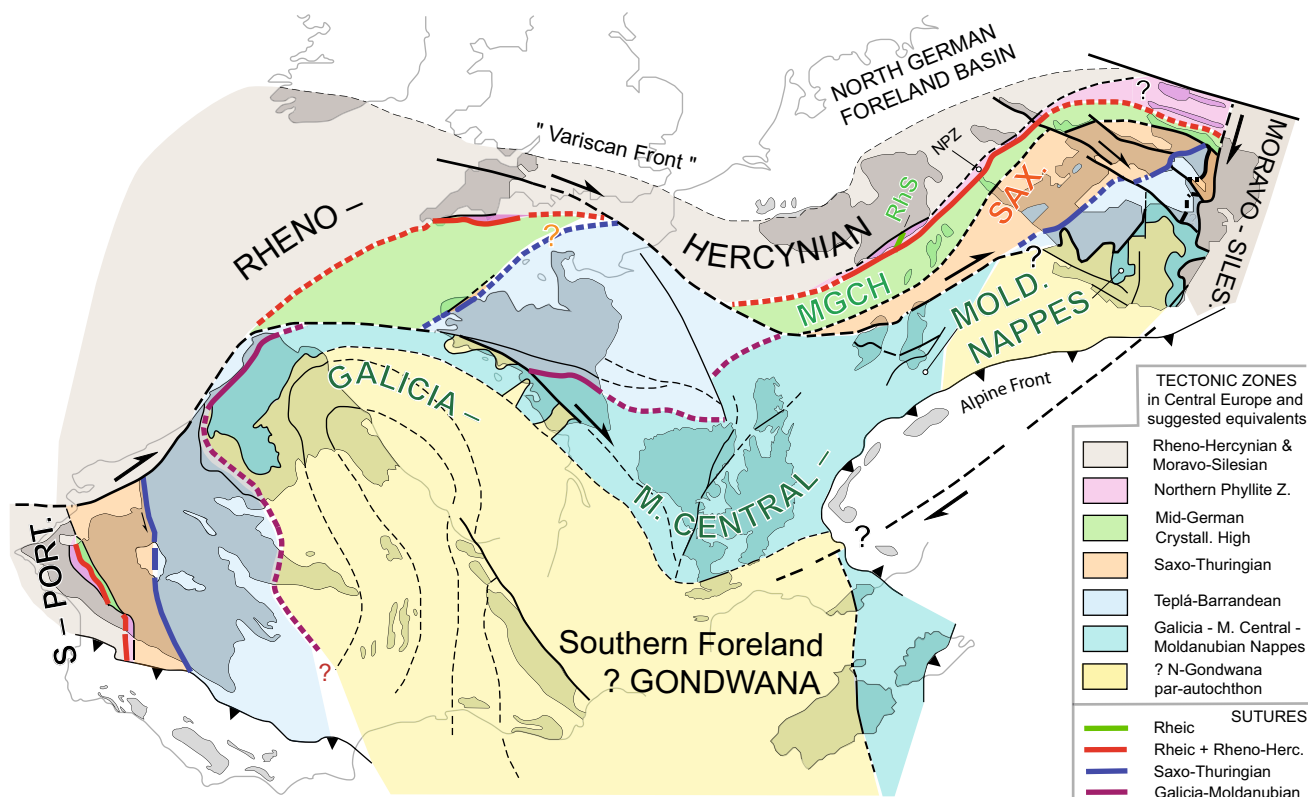 NORTH GERMAN
FORELAND BASIN
?
" Variscan Front "
NPZ
MORAVO - SILES.
RHENO –
HERCYNIAN
RhS
SAX.
?
MGCH
?
MOLD.
NAPPES
GALICIA –
Alpine Front
M. CENTRAL –
?
S – PORT.
Southern Foreland
? GONDWANA
?
TECTONIC ZONES
in Central Europe and
suggested equivalents
Rheno-Hercynian &
Moravo-Silesian
Northern Phyllite Z.
Mid-German
Crystall. High
Saxo-Thuringian
Teplá-Barrandean
Galicia - M. Central -
Moldanubian Nappes
? N-Gondwana
par-autochthon
SUTURES
Rheic
Rheic + Rheno-Herc.
Saxo-Thuringian
Galicia-Moldanubian